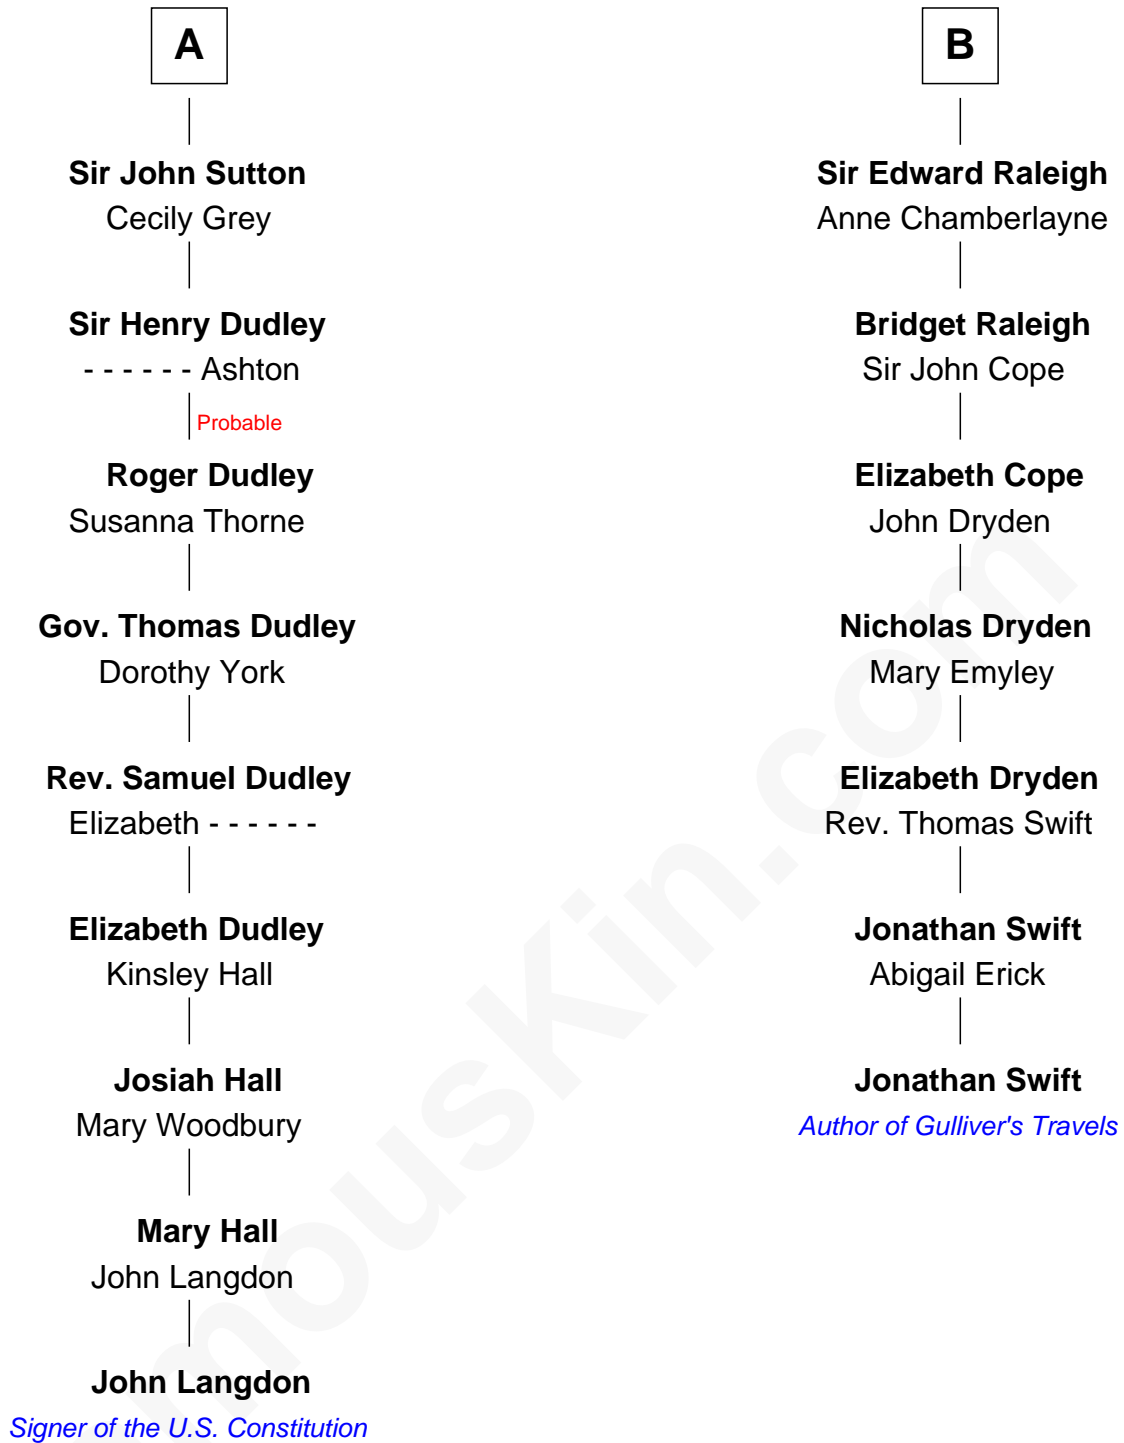 A
Sir John Sutton
Cecily Grey
Sir Henry Dudley
- - - - - - Ashton
Probable
Roger Dudley
Susanna Thorne
Gov. Thomas Dudley
Dorothy York
Rev. Samuel Dudley
Elizabeth - - - - - -
Elizabeth Dudley
Kinsley Hall
Josiah Hall
Mary Woodbury
Mary Hall
John Langdon
John Langdon
Signer of the U.S. Constitution
B
Sir Edward Raleigh
Anne Chamberlayne
Bridget Raleigh
Sir John Cope
Elizabeth Cope
John Dryden
Nicholas Dryden
Mary Emyley
Elizabeth Dryden
Rev. Thomas Swift
Jonathan Swift
Abigail Erick
Jonathan Swift
Author of Gulliver's Travels
mousKin.com